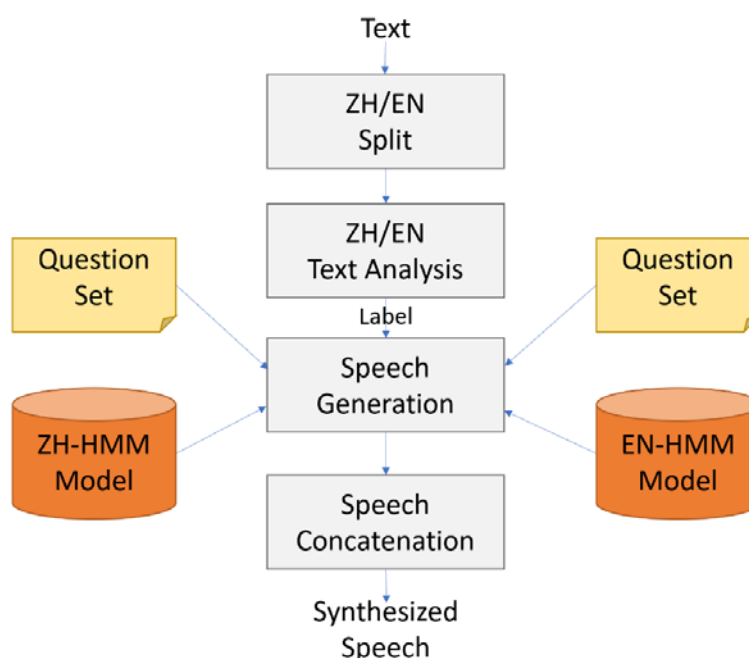 Text
ZH/EN
Split
ZH/EN
Text Analysis
Question
Set
Question
Set
Label
Speech
Generation
ZH-HMM
Model
EN-HMM
Model
Speech
Concatenation
Synthesized
Speech